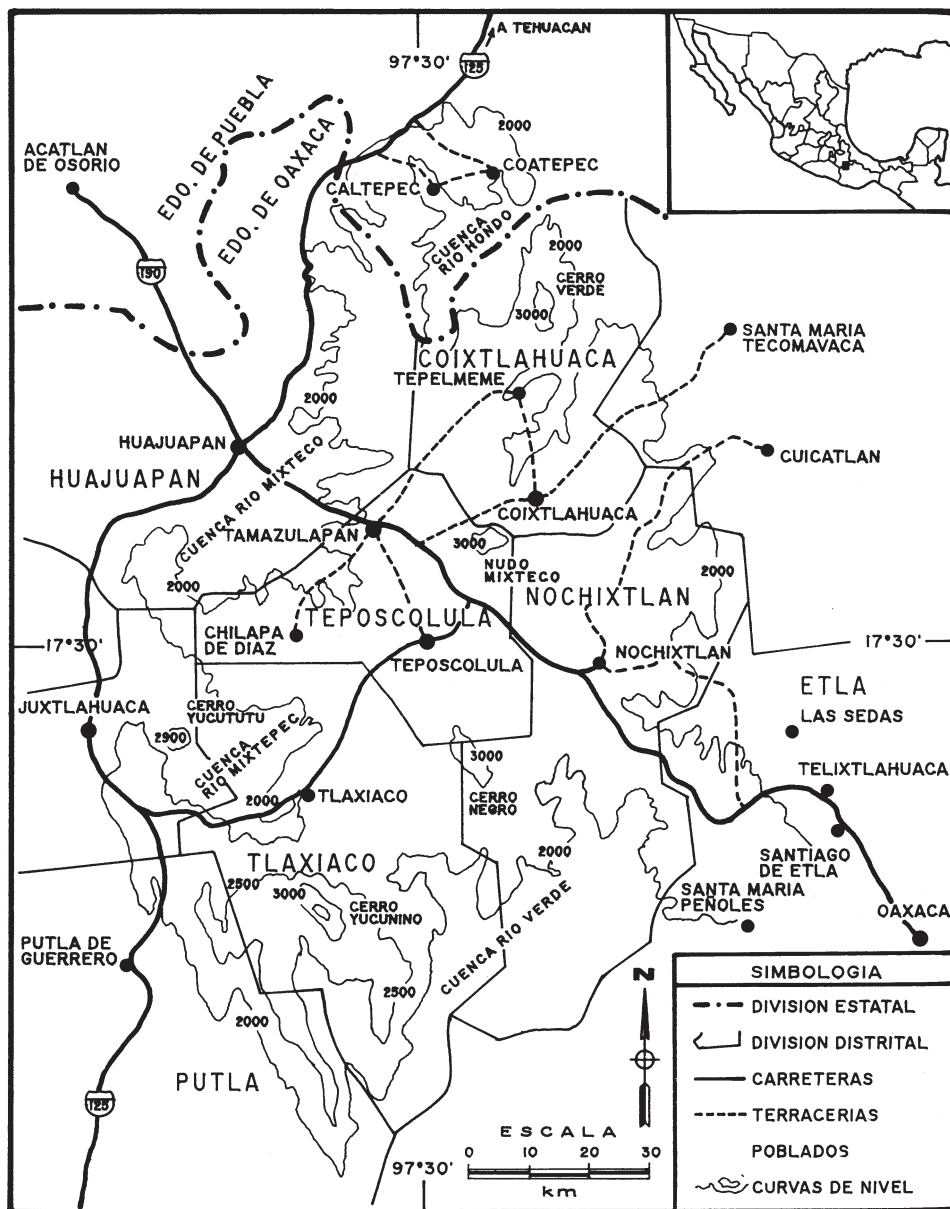 A TEHUACAN
97°30'
125
2000
ACATLAN
DE OSORIO
EDO. DE PUEBLA
EDO. DE OAXACA
COATEPEC
CALTEPEC
CUENCA
RIO HONDO
2000
190
CERRO
VERDE
3000
SANTA MARIA
TECOMAVACA
COIXTLAHUACA
TEPELMEME
2000
HUAJUAPAN
CUICATLAN
HUAJUAPAN
CUENCA RIO MIXTECO
COIXTLAHUACA
TAMAZULAPAN
3000
NUDO
MIXTECO
2000
2000
NOCHIXTLAN
TEPOSCOLULA
CHILAPA
DE DIAZ
17°30'
17°30'
NOCHIXTLAN
TEPOSCOLULA
ETLA
JUXTLAHUACA
CERRO
YUCUTUTU
LAS SEDAS
2900
CUENCA
RIO MIXTEPEC
3000
TELIXTLAHUACA
2000
TLAXIACO
CERRO
NEGRO
2000
SANTIAGO
DE ETLA
TLAXIACO
2500
3000
CERRO
YUCUNINO
SANTA MARIA
PEÑOLES
OAXACA
CUENCA RIO VERDE
PUTLA DE
GUERRERO
2500
2000
N
PUTLA
125
ESCALA
0 10 20 30
km
97°30'
SIMBOLOGIA
DIVISION ESTATAL
DIVISION DISTRITAL
CARRETERAS
TERRACERIAS
POBLADOS
CURVAS DE NIVEL